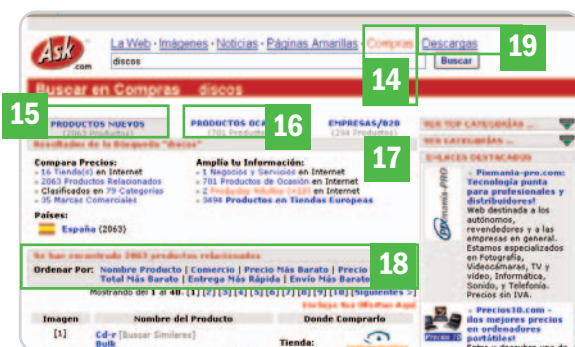 Ask.com
La Web · Imágenes · Noticias · Páginas Amarillas · Compras
Descargas
19
discos
Buscar
14
Buscar en Compras discos
15
PRODUCTOS NUEVOS
(2063 Productos)
PRODUCTOS OCA
(701 Producto
16
EMPRESAS/B2B
(294 Productos)
VER TOP CATEGORÍAS ...
Resultados de la Búsqueda "discos"
17
VER CATEGORÍAS ...
ENLACES DESTACADOS
Compara Precios:
- 16 Tienda(s) en Internet
- 2063 Productos Relacionados
- Clasificados en 79 Categorías
- 35 Marcas Comerciales
Amplía tu Información:
- 1 Negocios y Servicios en Internet
- 701 Productos de Ocasión en Internet
- 2 Productos Adultos (+18) en Internet
- 3494 Productos en Tiendas Europeas
Países:
España (2063)
pixmania-PRO
- Pixmania-pro.com:
Tecnología punta
para profesionales y
distribuidores!
Web destinada a los
autónomos,
revendedores y a las
empresas en general.
Estamos especializados
en Fotografía,
Videocámaras, TV y
vídeo, Informática,
Sonido, y Telefonía.
Precios sin IVA.
Se han encontrado 2063 productos relacionados
18
Ordenar Por: Nombre Producto | Comercio | Precio Más Barato | Precio
Total Más Barato | Entrega Más Rápida | Envío Más Barato
Mostrando del 1 al 40. [1] [2] [3] [4] [5] [6] [7] [8] [9] [10] [Siguientes >]
Imagen
Nombre del Producto
Donde Comprarlo
[1]
Cd-r [Buscar Similares]
Bulk
Tienda:
Precios 10
- Precios10.com -
¡los mejores precios
en ordenadores
portátiles!